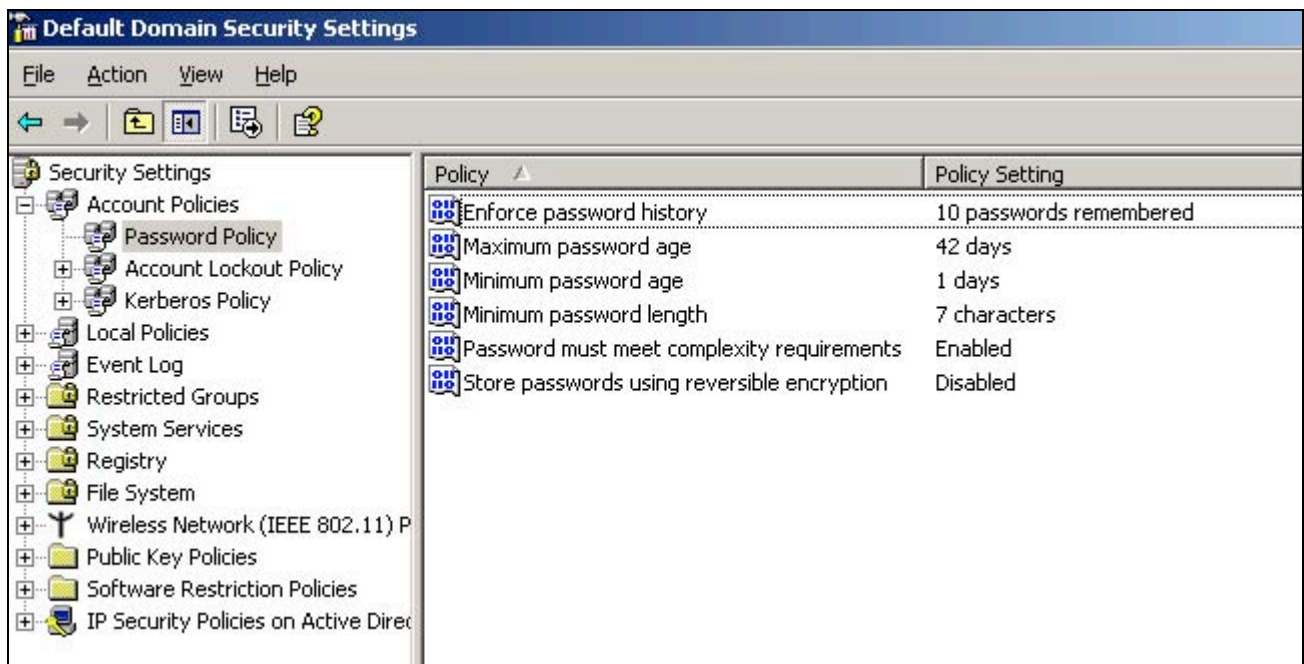 Default Domain Security Settings
File Action View Help
Security Settings
Account Policies
Password Policy
Account Lockout Policy
Kerberos Policy
Local Policies
Event Log
Restricted Groups
System Services
Registry
File System
Wireless Network (IEEE 802.11) P
Public Key Policies
Software Restriction Policies
IP Security Policies on Active Direc
Policy Policy Setting
Enforce password history 10 passwords remembered
Maximum password age 42 days
Minimum password age 1 days
Minimum password length 7 characters
Password must meet complexity requirements Enabled
Store passwords using reversible encryption Disabled